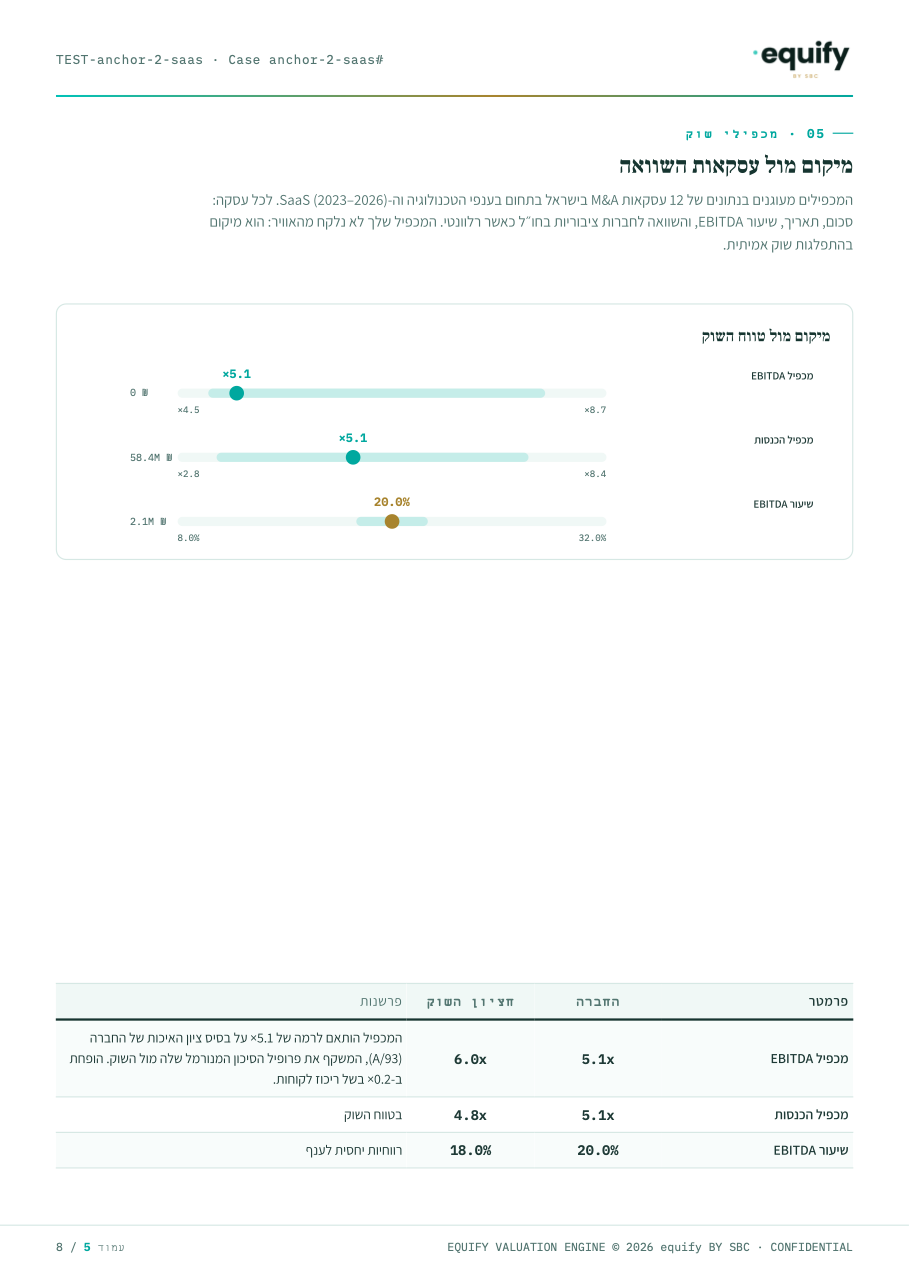 TEST-anchor-2-saas · Case anchor-2-saas#
equify
BY SBC
05 · מכפילי שוק
מיקום מול עסקאות השוואה
המכפילים מעוגנים בנתונים של 12 עסקאות M&A בישראל בתחום בענפי הטכנולוגיה וה-SaaS (2023–2026). לכל עסקה:
סכום, תאריך, שיעור EBITDA, והשוואה לחברות ציבוריות בחו״ל כאשר רלוונטי. המכפיל שלך לא נלקח מהאוויר: הוא מיקום
בהתפלגות שוק אמיתית.
מיקום מול טווח השוק
מכפיל EBITDA
×5.1
0 ₪
×4.5
×8.7
מכפיל הכנסות
×5.1
58.4M ₪
×2.8
×8.4
שיעור EBITDA
20.0%
2.1M ₪
8.0%
32.0%
פרמטר החברה חציון השוק פרשנות
מכפיל EBITDA 5.1x 6.0x המכפיל הותאם לרמה של 5.1× על בסיס ציון האיכות של החברה
(A/93), המשקף את פרופיל הסיכון המנורמל שלה מול השוק. הופחת
ב-0.2× בשל ריכוז לקוחות.
מכפיל הכנסות 5.1x 4.8x בטווח השוק
שיעור EBITDA 20.0% 18.0% רווחיות יחסית לענף
EQUIFY VALUATION ENGINE © 2026 equify BY SBC · CONFIDENTIAL
עמוד 5 / 8